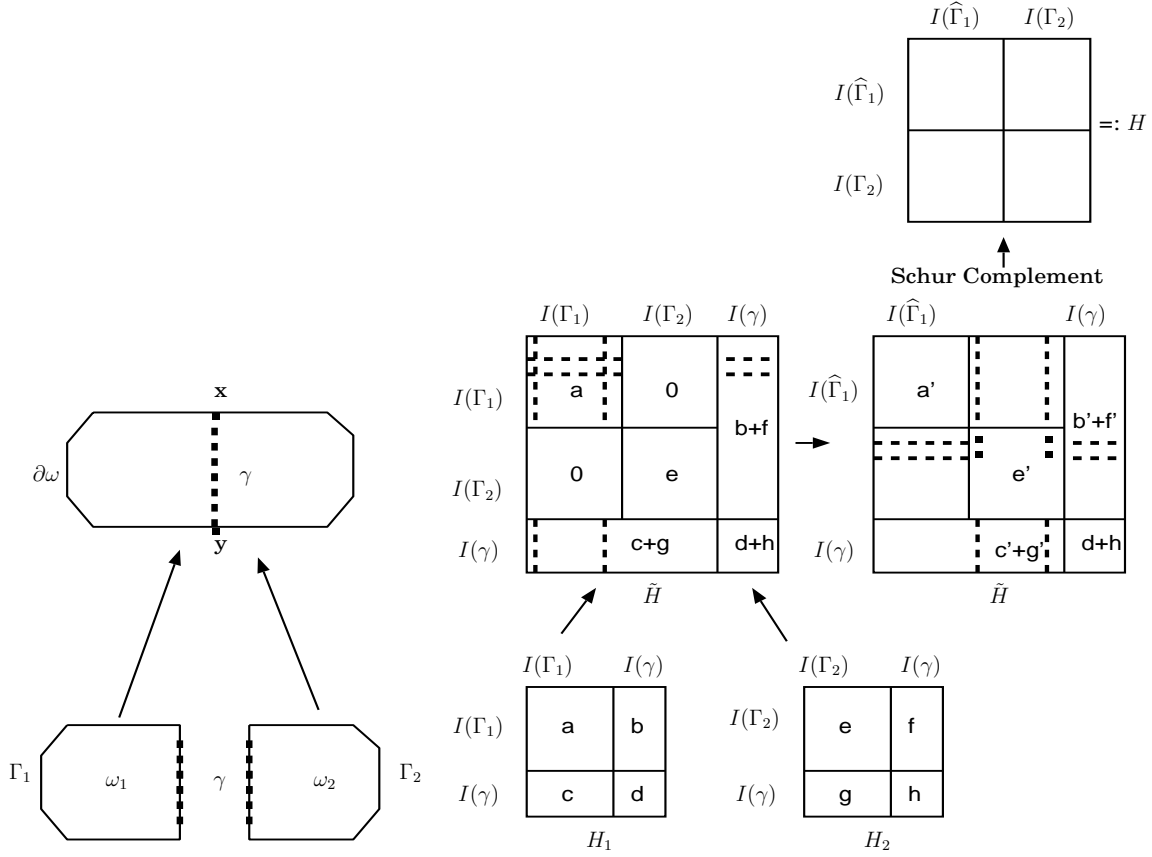 I(Γ̂₁) I(Γ₂)
I(Γ̂₁)
=: H
I(Γ₂)
Schur Complement
I(Γ₁) I(Γ₂) I(γ) I(Γ̂₁) I(γ)
x
I(Γ₁) a 0 I(Γ̂₁) a'
b+f b'+f'
∂ω γ
I(Γ₂) 0 e e'
y
I(γ) c+g d+h I(γ) c'+g' d+h
H̃ H̃
I(Γ₁) I(γ) I(Γ₂) I(γ)
I(Γ₁) a b I(Γ₂) e f
Γ₁ ω₁ γ ω₂ Γ₂
I(γ) c d I(γ) g h
H₁ H₂